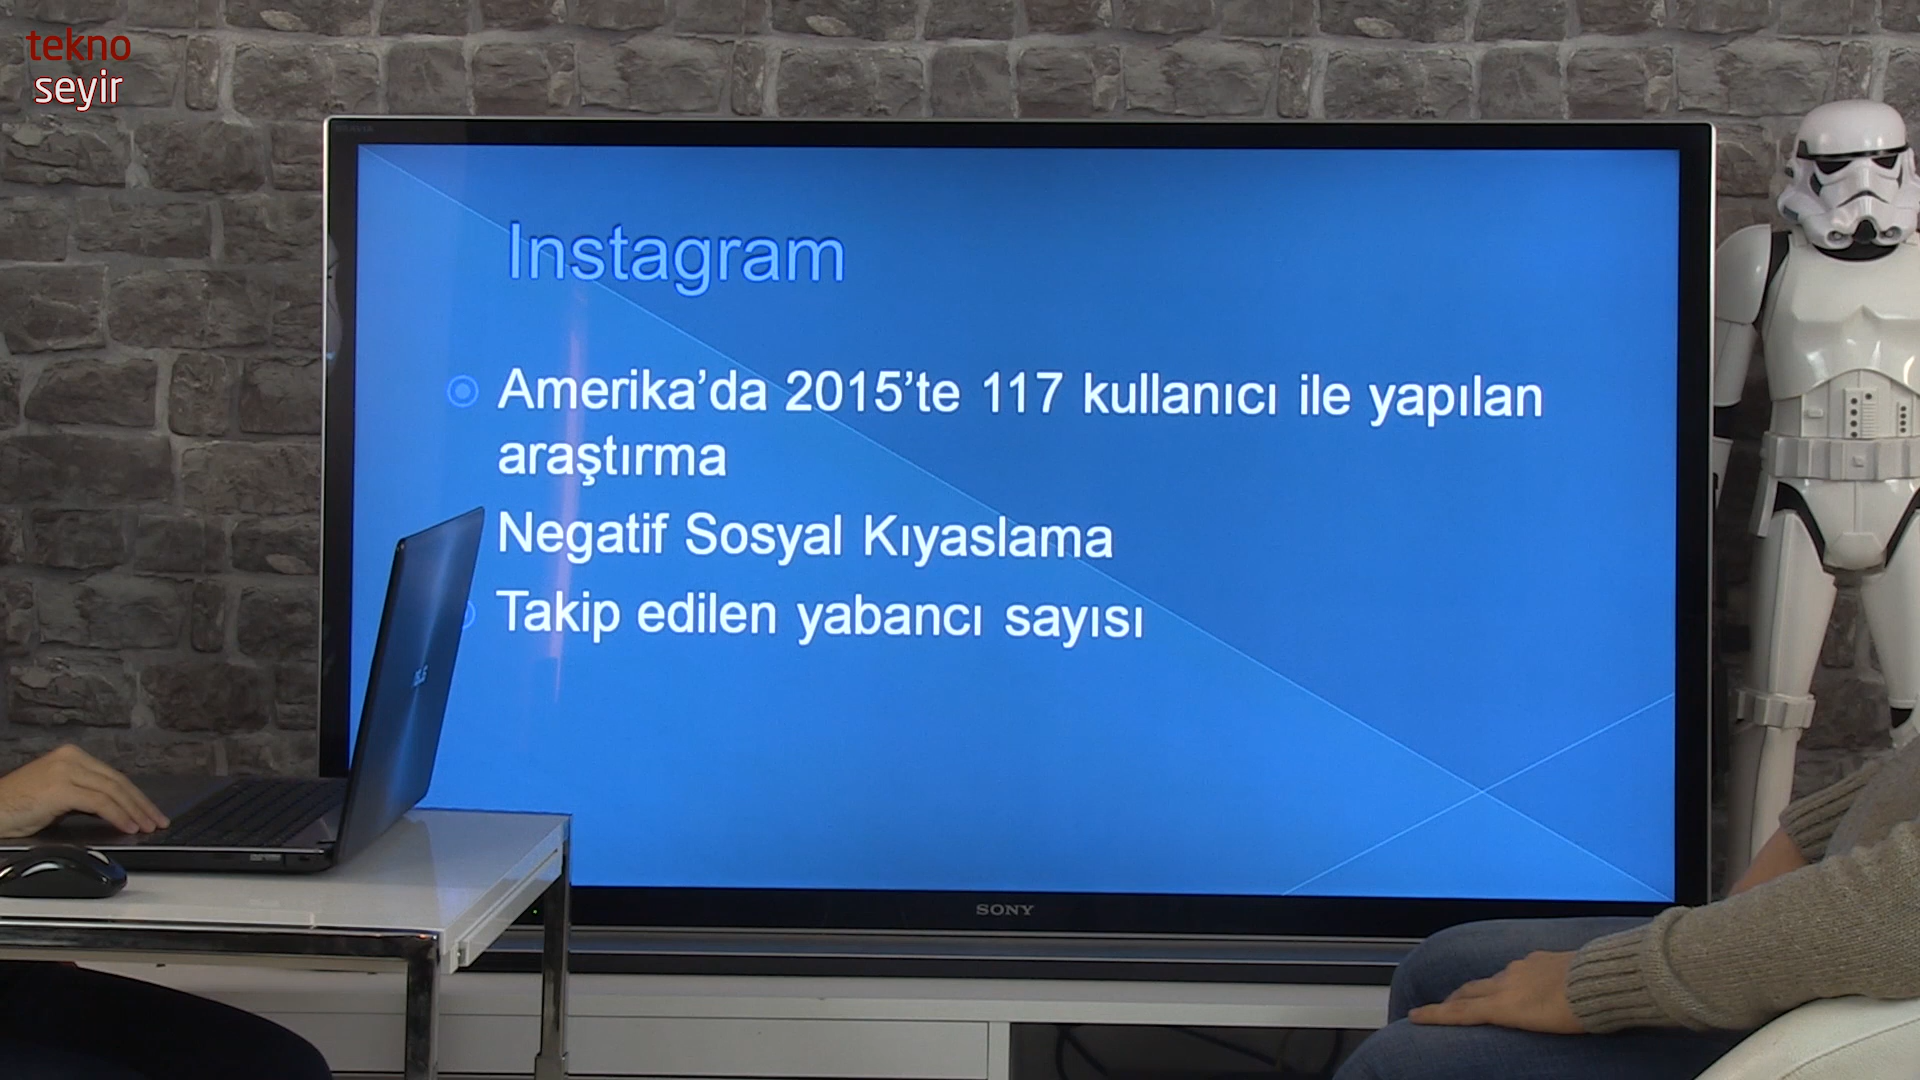 tekno
seyir
Instagram
Amerika’da 2015’te 117 kullanıcı ile yapılan
araştırma
Negatif Sosyal Kıyaslama
Takip edilen yabancı sayısı
SONY